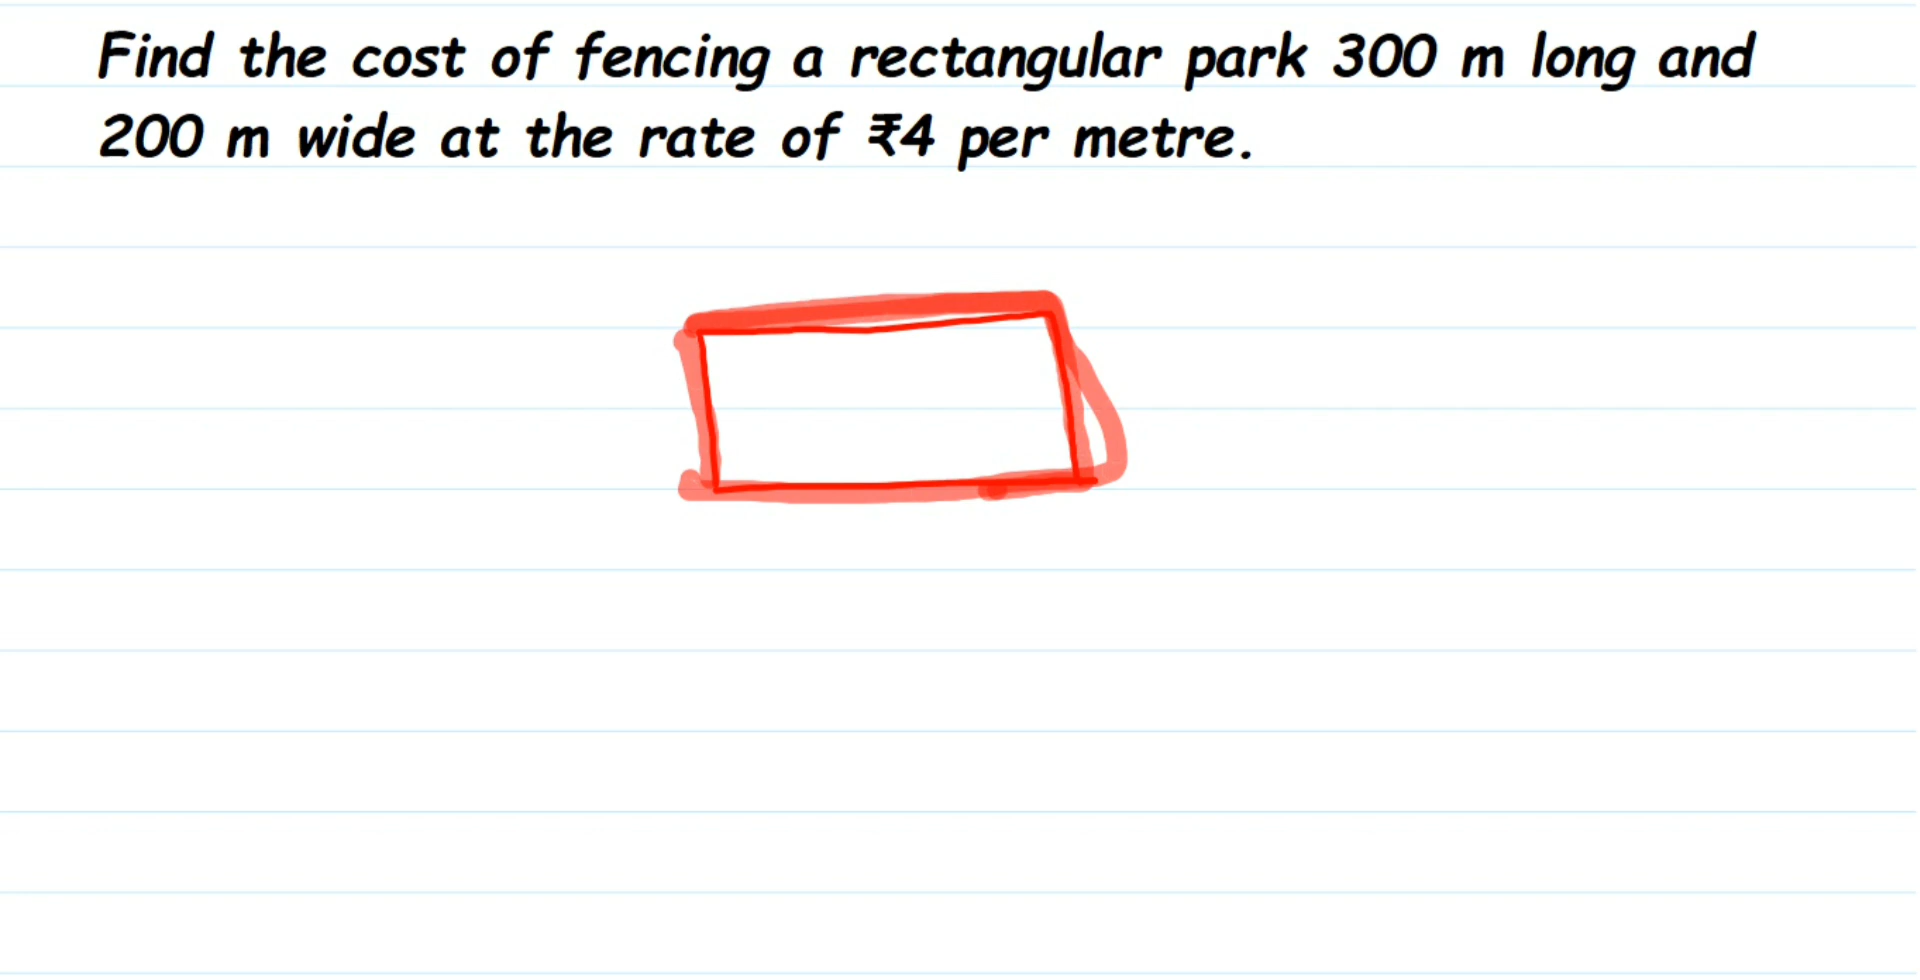 Find the cost of fencing a rectangular park 300 m long and
200 m wide at the rate of ₹4 per metre.